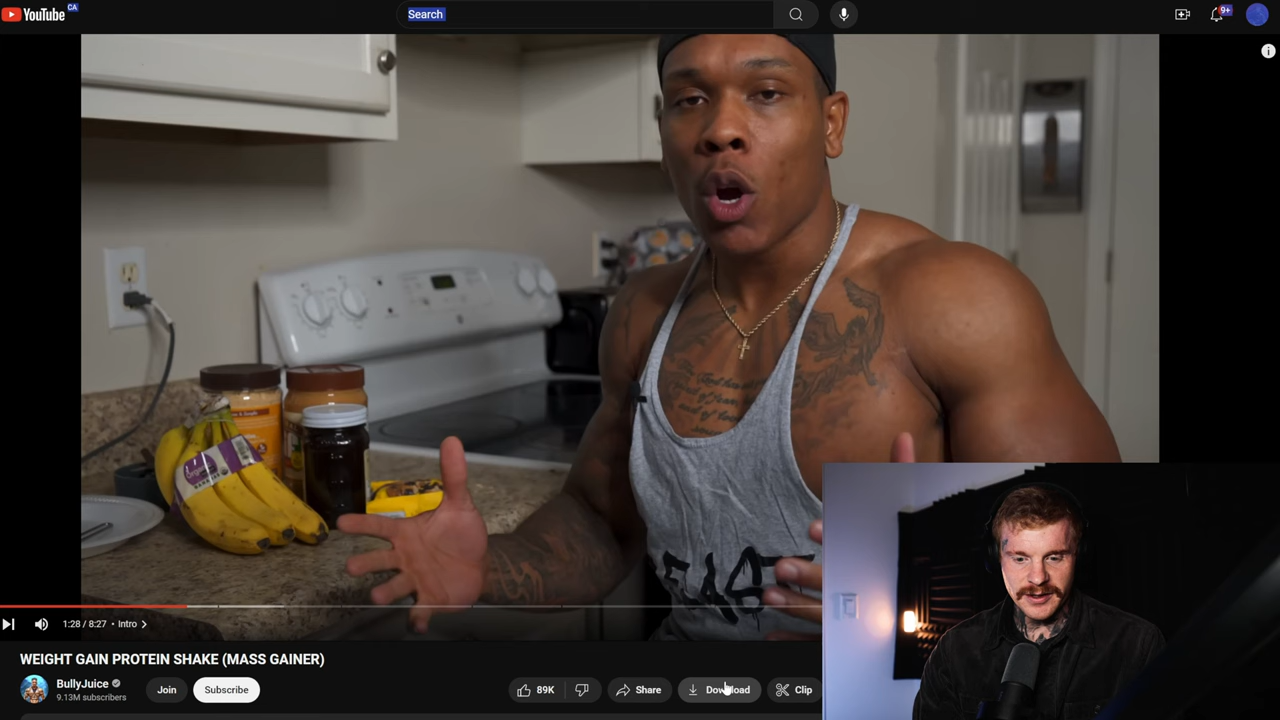 YouTube CA
Search
9+
Organic
1:28 / 8:27 • Intro
WEIGHT GAIN PROTEIN SHAKE (MASS GAINER)
BullyJuice
9.13M subscribers
Join
Subscribe
89K
Share
Download
Clip